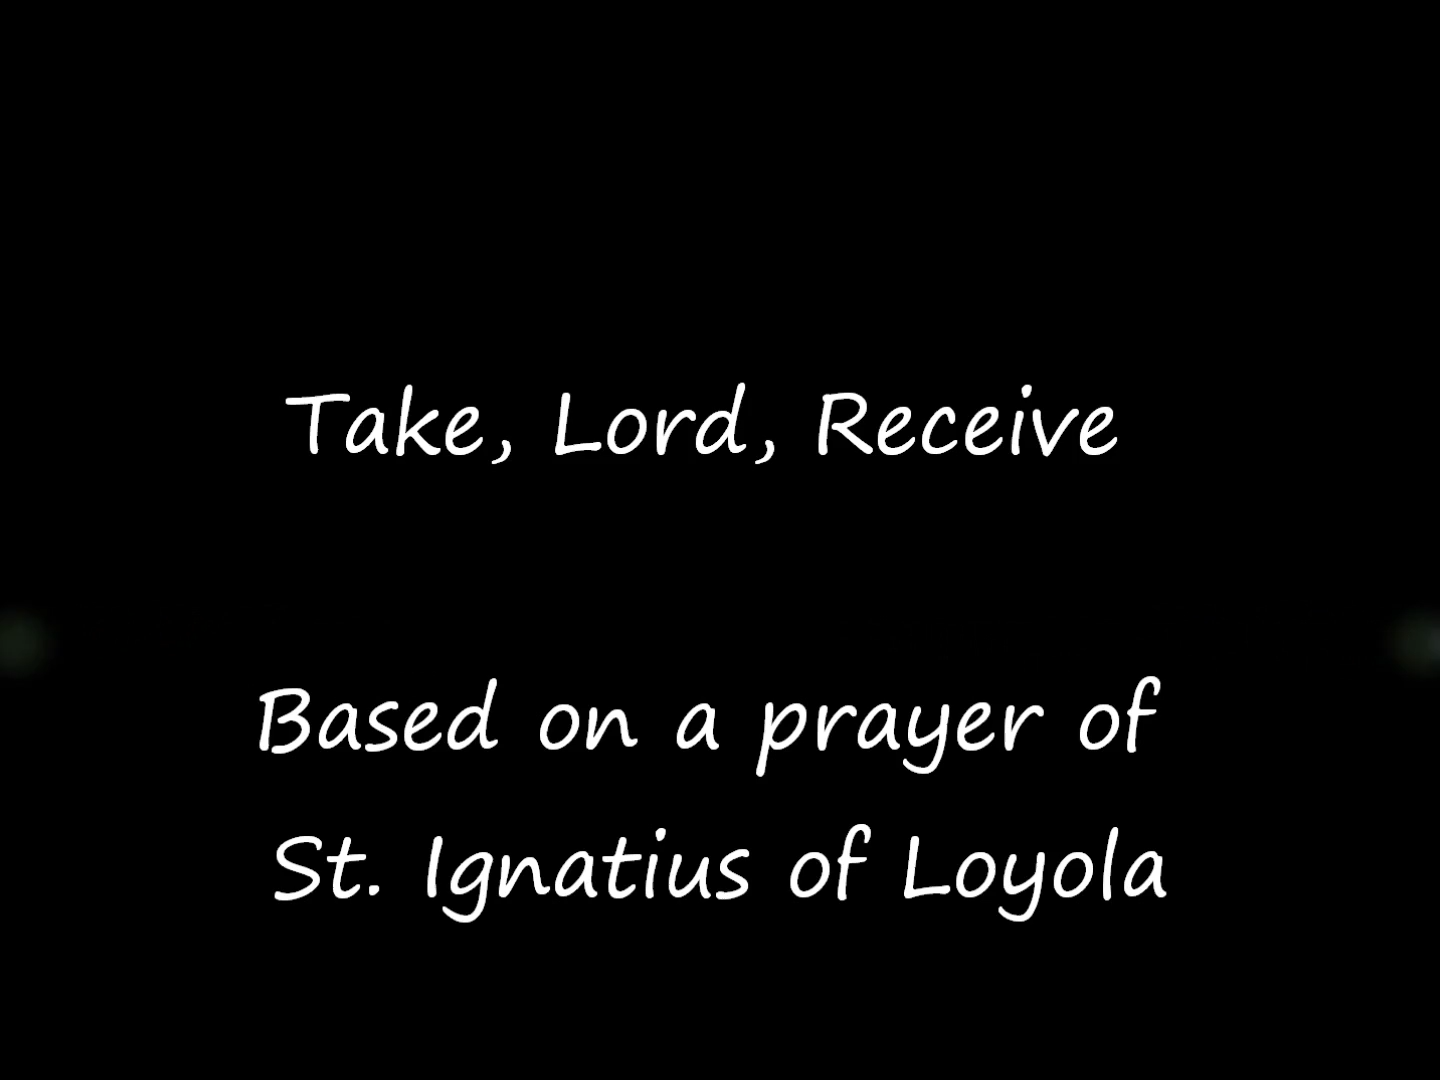 Take, Lord, Receive
Based on a prayer of
St. Ignatius of Loyola